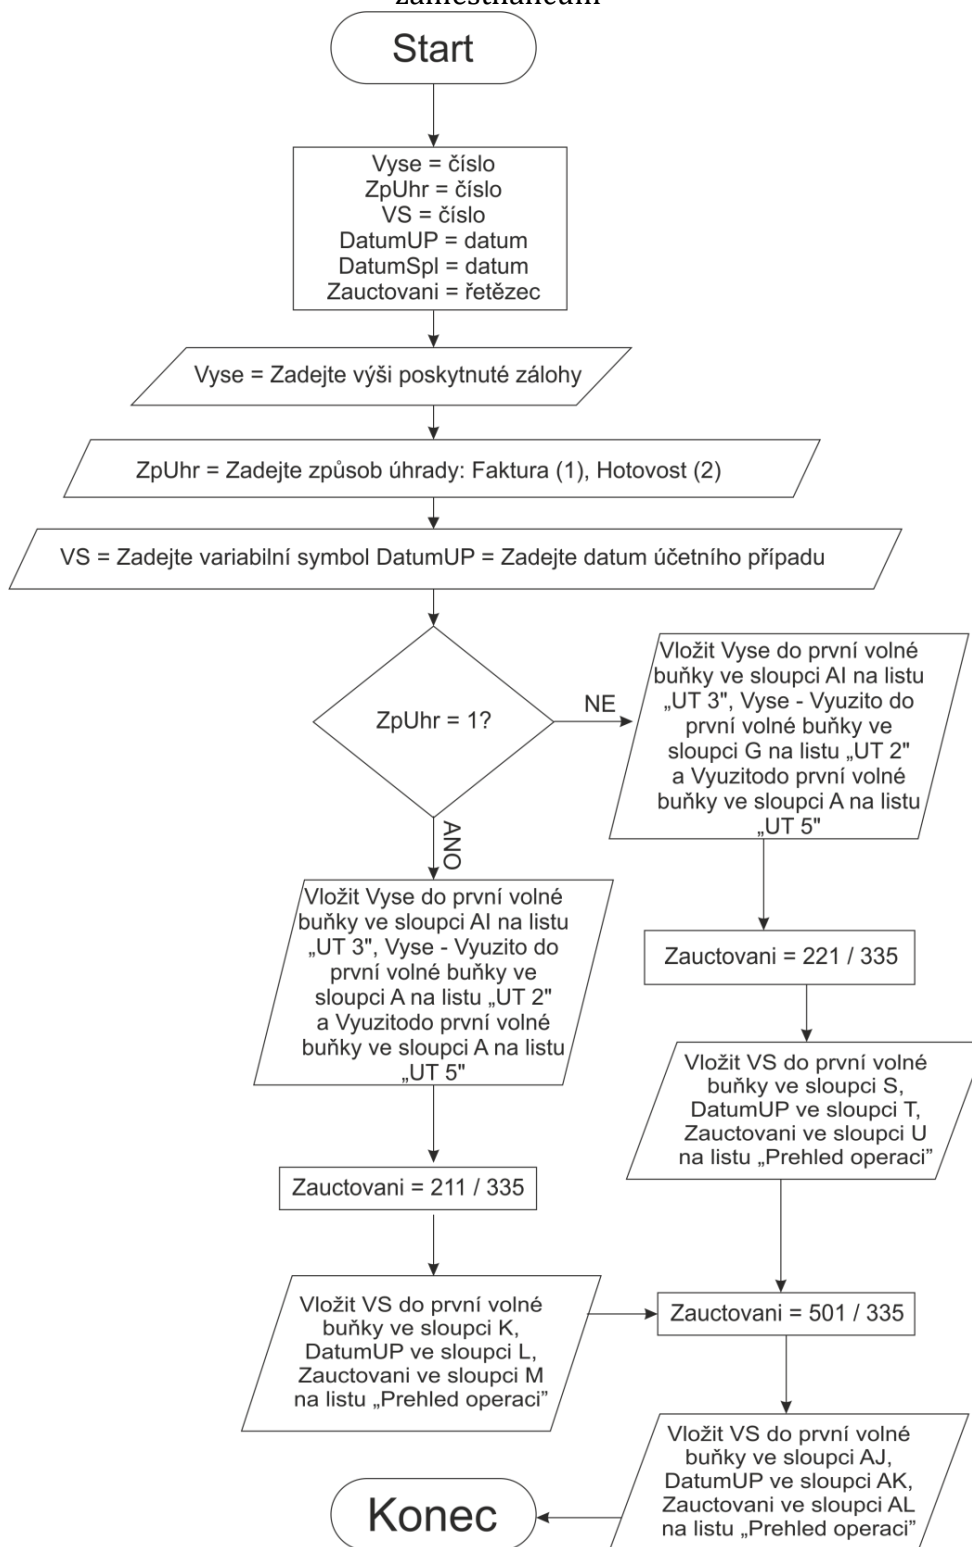 zaměstnancům
Start
Vyse = číslo
ZpUhr = číslo
VS = číslo
DatumUP = datum
DatumSpl = datum
Zauctovani = řetězec
Vyse = Zadejte výši poskytnuté zálohy
ZpUhr = Zadejte způsob úhrady: Faktura (1), Hotovost (2)
VS = Zadejte variabilní symbol DatumUP = Zadejte datum účetního případu
ZpUhr = 1?
NE
Vložit Vyse do první volné
buňky ve sloupci AI na listu
„UT 3", Vyse - Vyuzito do
první volné buňky ve
sloupci G na listu „UT 2"
a Vyuzitodo první volné
buňky ve sloupci A na listu
„UT 5"
ANO
Vložit Vyse do první volné
buňky ve sloupci AI na listu
„UT 3", Vyse - Vyuzito do
první volné buňky ve
sloupci A na listu „UT 2"
a Vyuzitodo první volné
buňky ve sloupci A na listu
„UT 5"
Zauctovani = 221 / 335
Vložit VS do první volné
buňky ve sloupci S,
DatumUP ve sloupci T,
Zauctovani ve sloupci U
na listu „Prehled operaci”
Zauctovani = 211 / 335
Vložit VS do první volné
buňky ve sloupci K,
DatumUP ve sloupci L,
Zauctovani ve sloupci M
na listu „Prehled operaci”
Zauctovani = 501 / 335
Vložit VS do první volné
buňky ve sloupci AJ,
DatumUP ve sloupci AK,
Zauctovani ve sloupci AL
na listu „Prehled operaci”
Konec